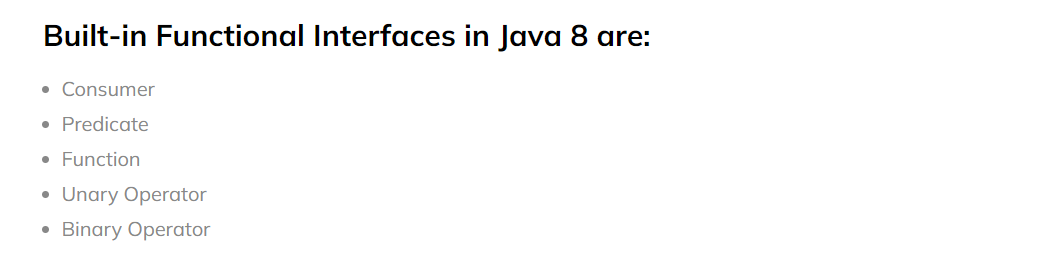 Built-in Functional Interfaces in Java 8 are:
• Consumer
• Predicate
• Function
• Unary Operator
• Binary Operator